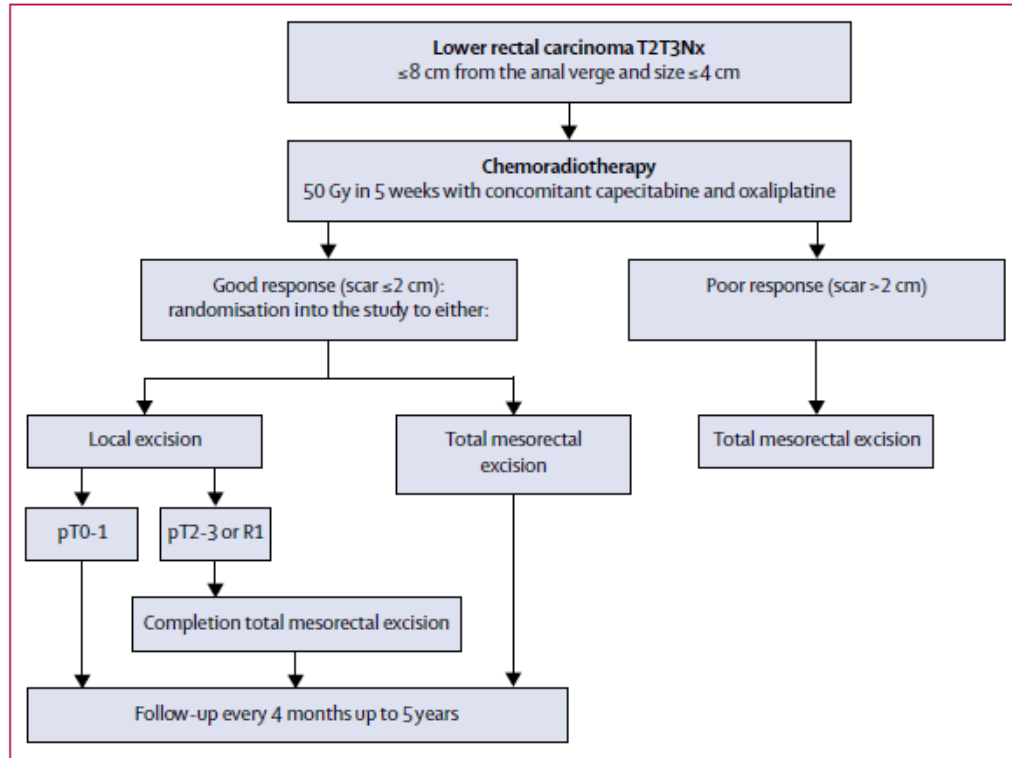 Lower rectal carcinoma T2T3Nx
≤8 cm from the anal verge and size ≤4 cm
Chemoradiotherapy
50 Gy in 5 weeks with concomitant capecitabine and oxaliplatine
Good response (scar ≤2 cm):
randomisation into the study to either:
Poor response (scar >2 cm)
Local excision
Total mesorectal
excision
Total mesorectal excision
pT0-1
pT2-3 or R1
Completion total mesorectal excision
Follow-up every 4 months up to 5 years